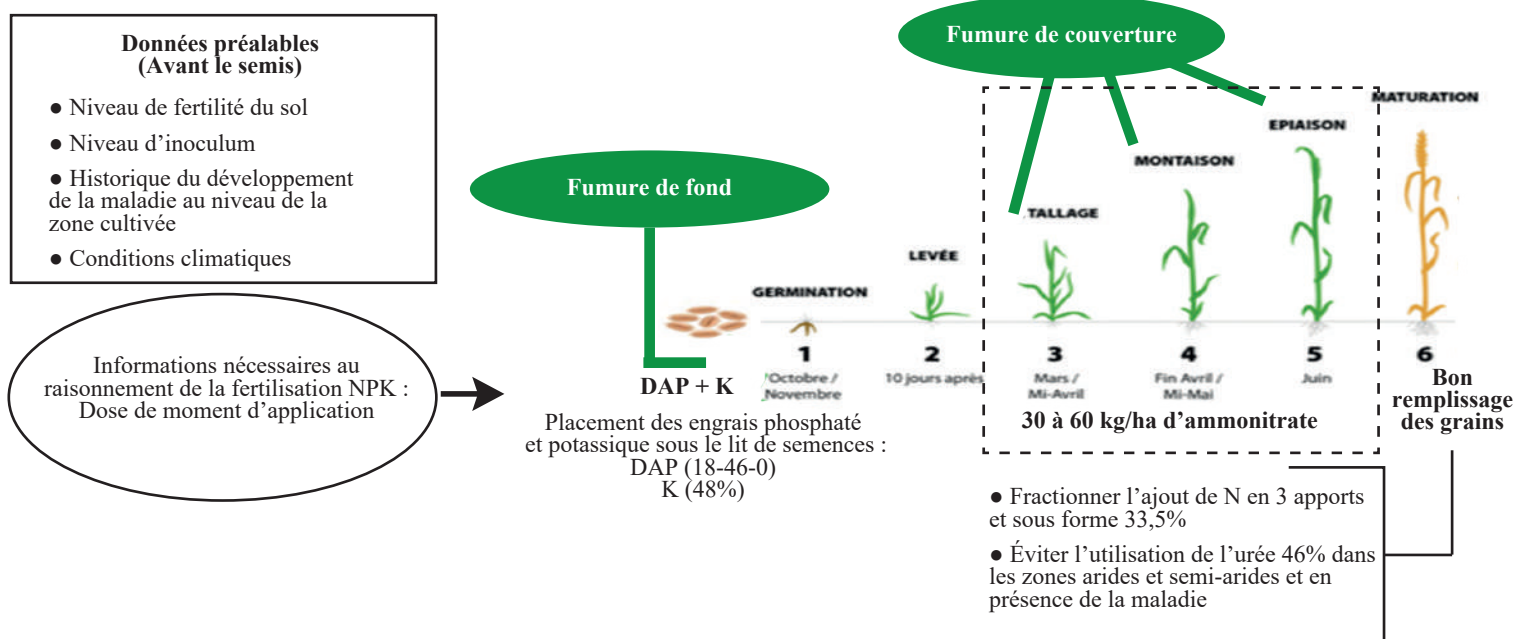 Données préalables
(Avant le semis)
● Niveau de fertilité du sol
● Niveau d’inoculum
● Historique du développement
de la maladie au niveau de la
zone cultivée
● Conditions climatiques
Informations nécessaires au
raisonnement de la fertilisation NPK :
Dose de moment d’application
Fumure de fond
DAP + K
Placement des engrais phosphaté
et potassique sous le lit de semences :
DAP (18-46-0)
K (48%)
Fumure de couverture
GERMINATION
1
Octobre /
Novembre
LEVÉE
2
10 jours après
TALLAGE
3
Mars /
Mi-Avril
MONTAISON
4
Fin Avril /
Mi-Mai
EPIAISON
5
Juin
MATURATION
6
Bon
remplissage
des grains
30 à 60 kg/ha d’ammonitrate
● Fractionner l’ajout de N en 3 apports
et sous forme 33,5%
● Éviter l’utilisation de l’urée 46% dans
les zones arides et semi-arides et en
présence de la maladie